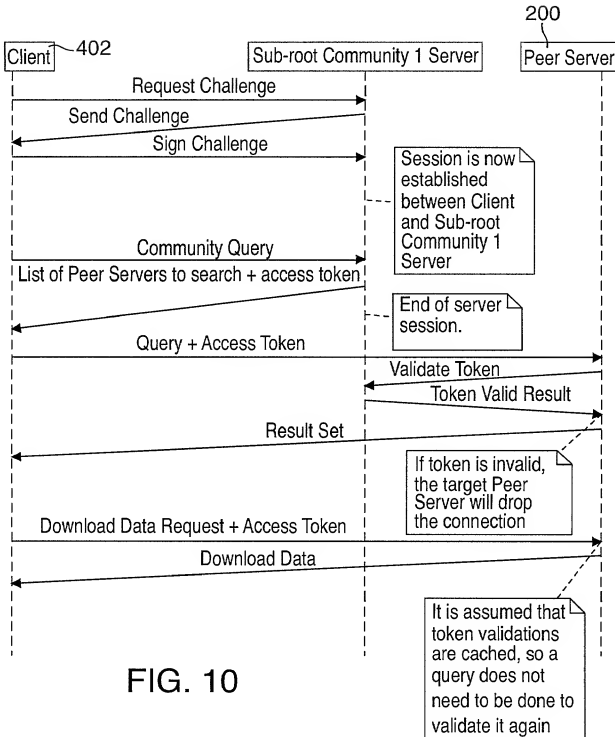 200
402
Client
Sub-root Community 1 Server
Peer Server
Request Challenge
Send Challenge
Sign Challenge
Session is now
established
between Client
and Sub-root
Community 1
Server
Community Query
List of Peer Servers to search + access token
End of server
session.
Query + Access Token
Validate Token
Token Valid Result
Result Set
If token is invalid,
the target Peer
Server will drop
the connection
Download Data Request + Access Token
Download Data
It is assumed that
token validations
are cached, so a
query does not
need to be done to
validate it again
FIG. 10